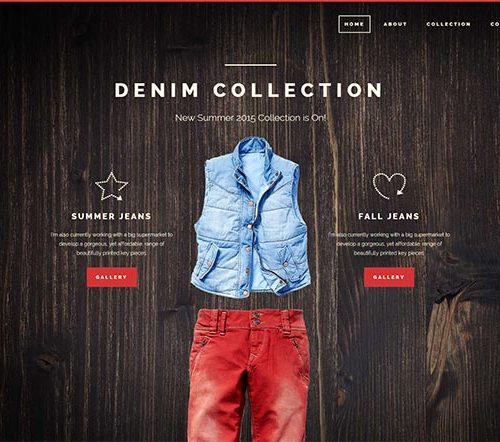 HOME ABOUT COLLECTION CO
DENIM COLLECTION
New Summer 2015 Collection is On!
SUMMER JEANS
I'm also currently working with a big supermarket to
develop a gorgeous, yet affordable range of
beautifully printed key pieces.
GALLERY
FALL JEANS
I'm also currently working with a big supermarket to
develop a gorgeous, yet affordable range of
beautifully printed key pieces.
GALLERY